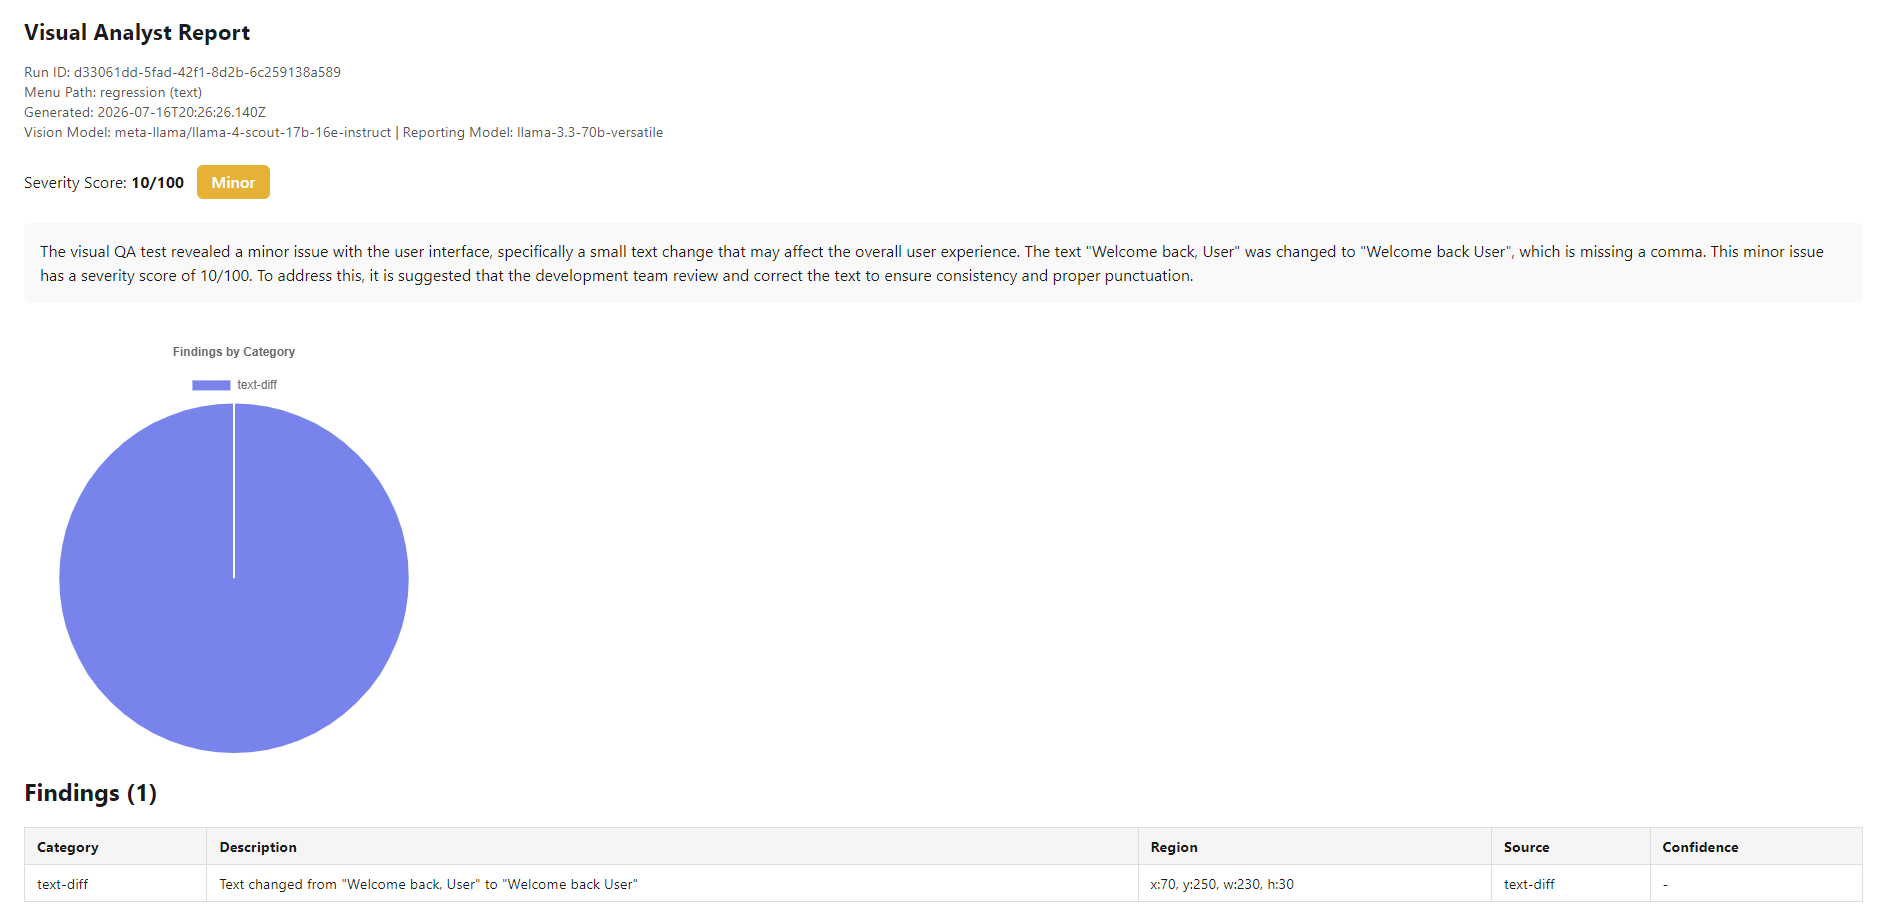 Visual Analyst Report
Run ID: d33061dd-5fad-42f1-8d2b-6c259138a589
Menu Path: regression (text)
Generated: 2026-07-16T20:26:26.140Z
Vision Model: meta-llama/llama-4-scout-17b-16e-instruct | Reporting Model: llama-3.3-70b-versatile
Severity Score: 10/100 Minor
The visual QA test revealed a minor issue with the user interface, specifically a small text change that may affect the overall user experience. The text "Welcome back, User" was changed to "Welcome back User", which is missing a comma. This minor issue
has a severity score of 10/100. To address this, it is suggested that the development team review and correct the text to ensure consistency and proper punctuation.
Findings by Category
text-diff
Findings (1)
Category Description Region Source Confidence
text-diff Text changed from "Welcome back, User" to "Welcome back User" x:70, y:250, w:230, h:30 text-diff -